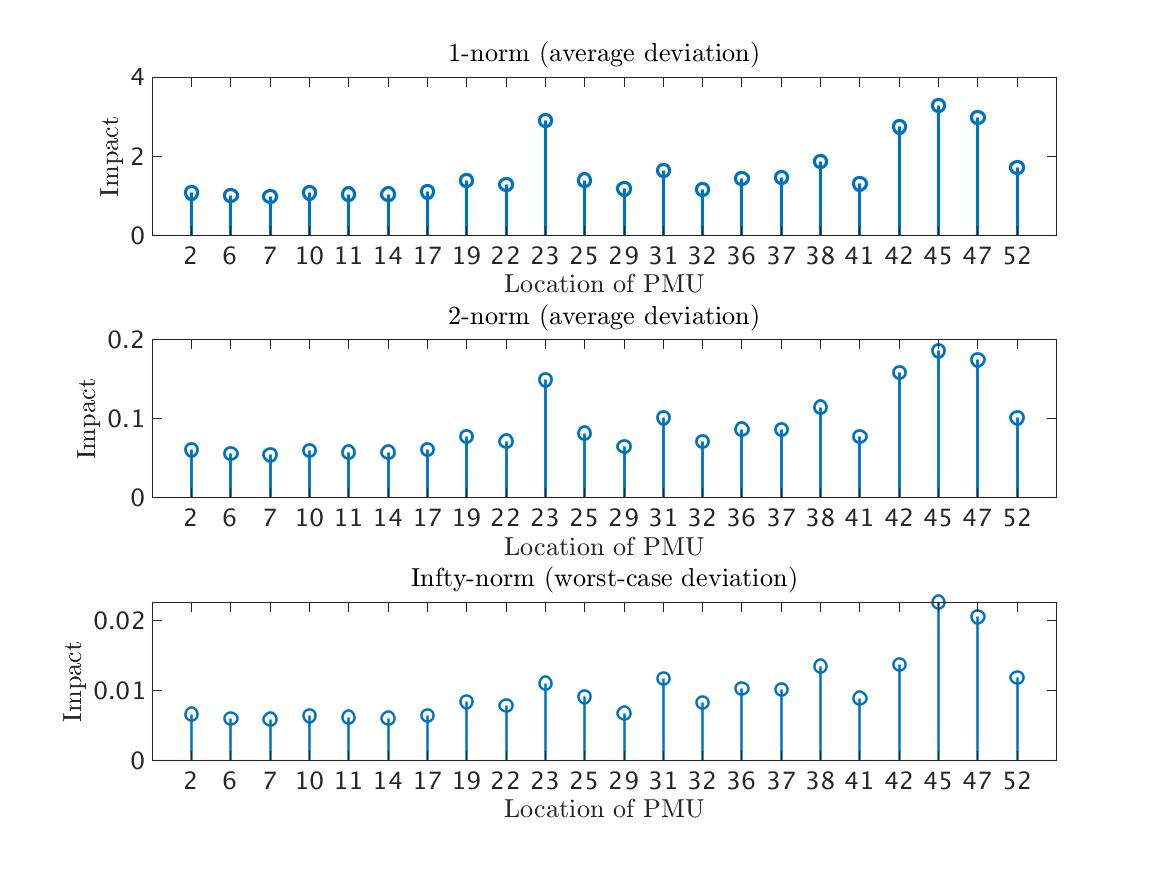 1-norm (average deviation)
4
2
0
Impact
2 6 7 10 11 14 17 19 22 23 25 29 31 32 36 37 38 41 42 45 47 52
Location of PMU
2-norm (average deviation)
0.2
0.1
0
Impact
2 6 7 10 11 14 17 19 22 23 25 29 31 32 36 37 38 41 42 45 47 52
Location of PMU
Infty-norm (worst-case deviation)
0.02
0.01
0
Impact
2 6 7 10 11 14 17 19 22 23 25 29 31 32 36 37 38 41 42 45 47 52
Location of PMU